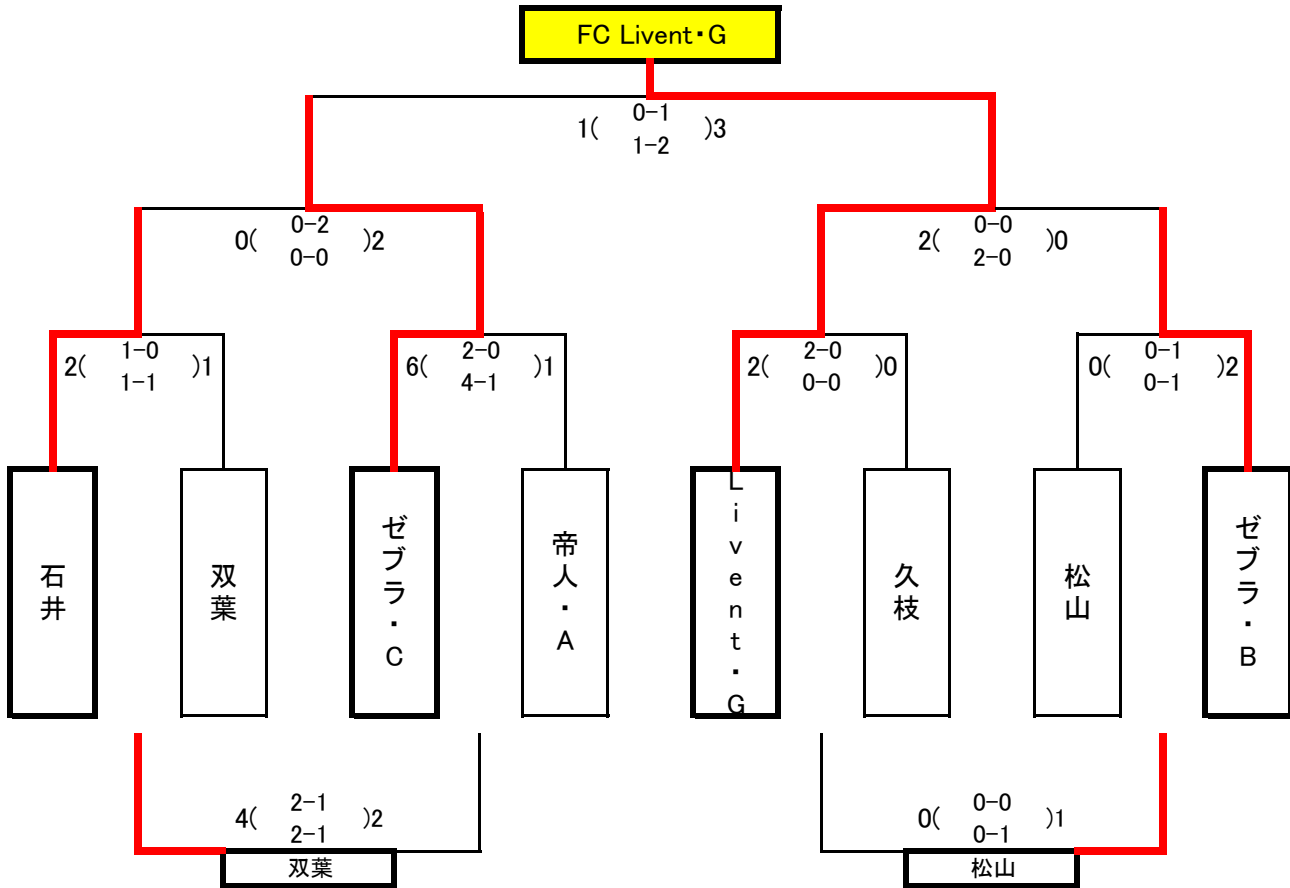 FC Livent・G
1( 0-1 )3
1-2
0( 0-2 )2
0-0
2( 0-0 )0
2-0
2( 1-0 )1
1-1
6( 2-0 )1
4-1
2( 2-0 )0
0-0
0( 0-1 )2
0-1
石井
双葉
ゼブラ・C
帝人・A
Livent・G
久枝
松山
ゼブラ・B
4( 2-1 )2
2-1
双葉
0( 0-0 )1
0-1
松山